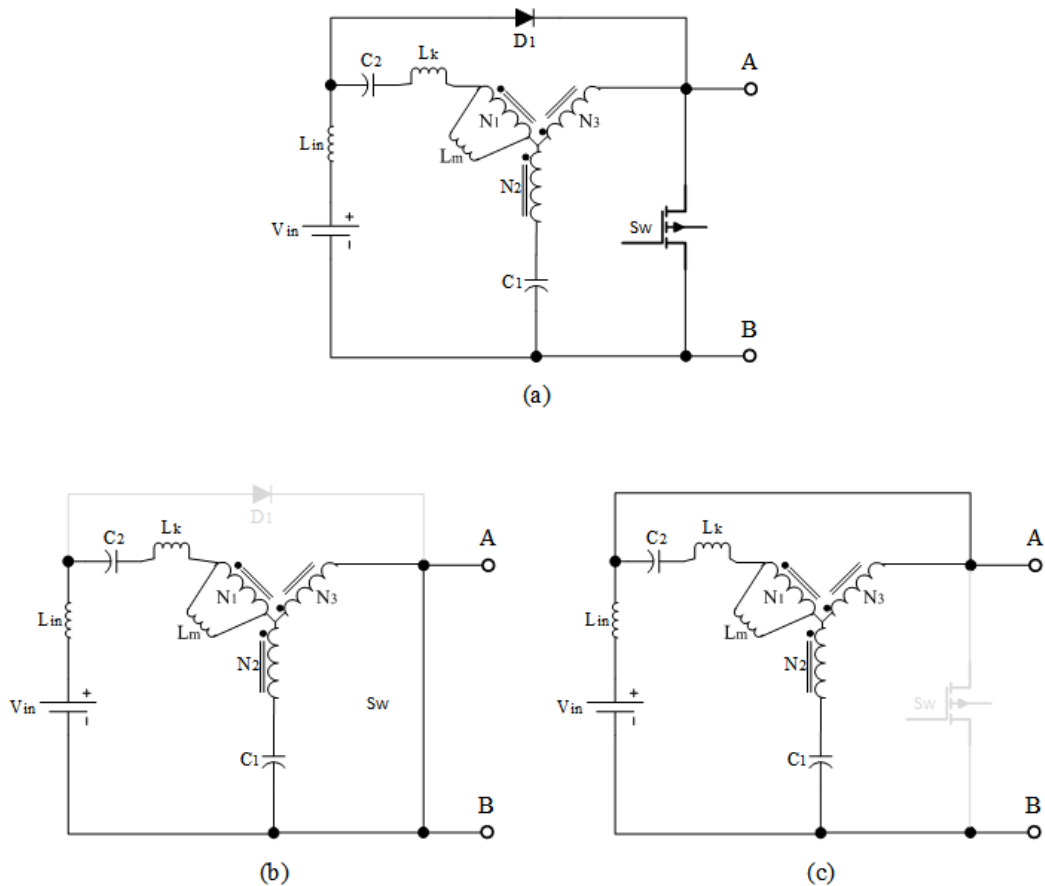 D1
A
C2
Lk
N1
N3
Lin
Lm
N2
Vin
+
-
Sw
C1
B
(a)
D1
A
C2
Lk
N1
N3
Lin
Lm
N2
Vin
+
-
Sw
C1
B
(b)
A
C2
Lk
N1
N3
Lin
Lm
N2
Vin
+
-
Sw
C1
B
(c)